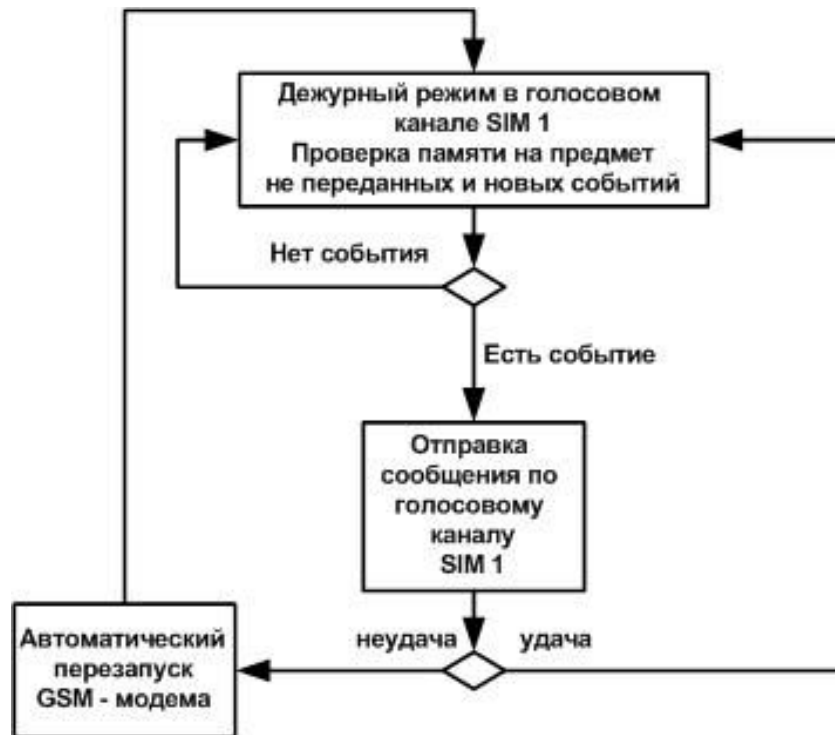 Дежурный режим в голосовом
канале SIM 1
Проверка памяти на предмет
не переданных и новых событий
Нет события
Есть событие
Отправка
сообщения по
голосовому
каналу
SIM 1
неудача
удача
Автоматический
перезапуск
GSM - модема